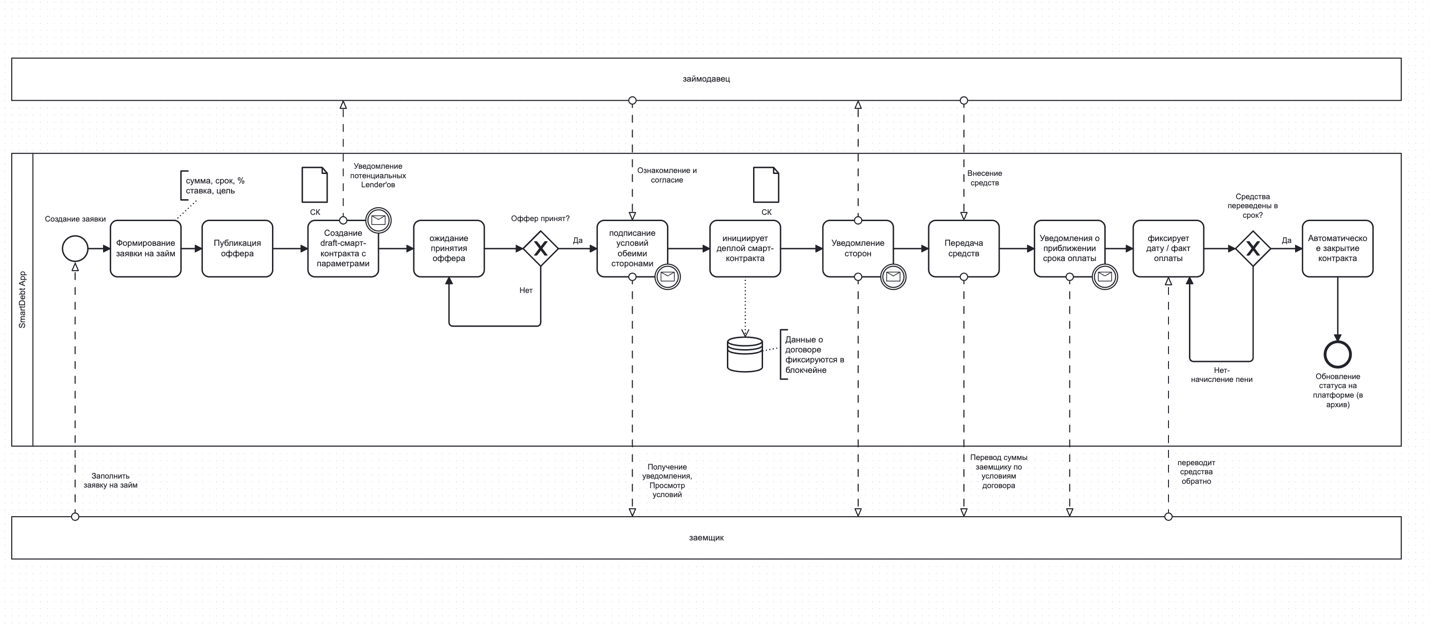 займодавец
SmartDebt App
Создание заявки
сумма, срок, %
ставка, цель
Формирование
заявки на займ
Публикация
оффера
СК
Уведомление
потенциальных
Lender'ов
Создание
draft-смарт-
контракта с
параметрами
ожидание
принятия
оффера
Оффер принят?
Да
Нет
Ознакомление и
согласие
подписание
условий
обеими
сторонами
СК
инициирует
деплой смарт-
контракта
Данные о
договоре
фиксируются в
блокчейне
Уведомление
сторон
Внесение
средств
Передача
средств
Уведомления о
приближении
срока оплаты
фиксирует
дату / факт
оплаты
Средства
переведены в
срок?
Да
Нет-
начисление пени
Автоматическо
е закрытие
контракта
Обновление
статуса на
платформе (в
архив)
Заполнить
заявку на займ
Получение
уведомления,
Просмотр
условий
Перевод суммы
заемщику по
условиям
договора
переводит
средства
обратно
заемщик